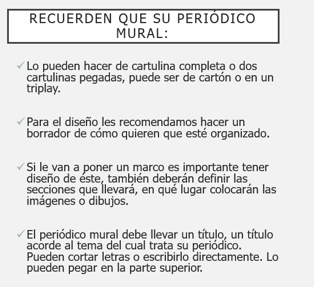 RECUERDEN QUE SU PERIÓDICO
MURAL:
✓ Lo pueden hacer de cartulina completa o dos
cartulinas pegadas, puede ser de cartón o en un
triplay.
✓ Para el diseño les recomendamos hacer un
borrador de cómo quieren que esté organizado.
✓ Si le van a poner un marco es importante tener
diseño de éste, también deberán definir las
secciones que llevará, en qué lugar colocarán las
imágenes o dibujos.
✓ El periódico mural debe llevar un título, un título
acorde al tema del cual trata su periódico.
Pueden cortar letras o escribirlo directamente. Lo
pueden pegar en la parte superior.